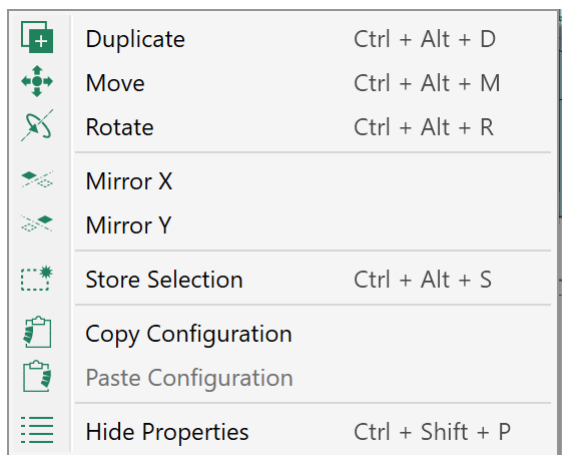 Duplicate Ctrl + Alt + D
Move Ctrl + Alt + M
Rotate Ctrl + Alt + R
Mirror X
Mirror Y
Store Selection Ctrl + Alt + S
Copy Configuration
Paste Configuration
Hide Properties Ctrl + Shift + P